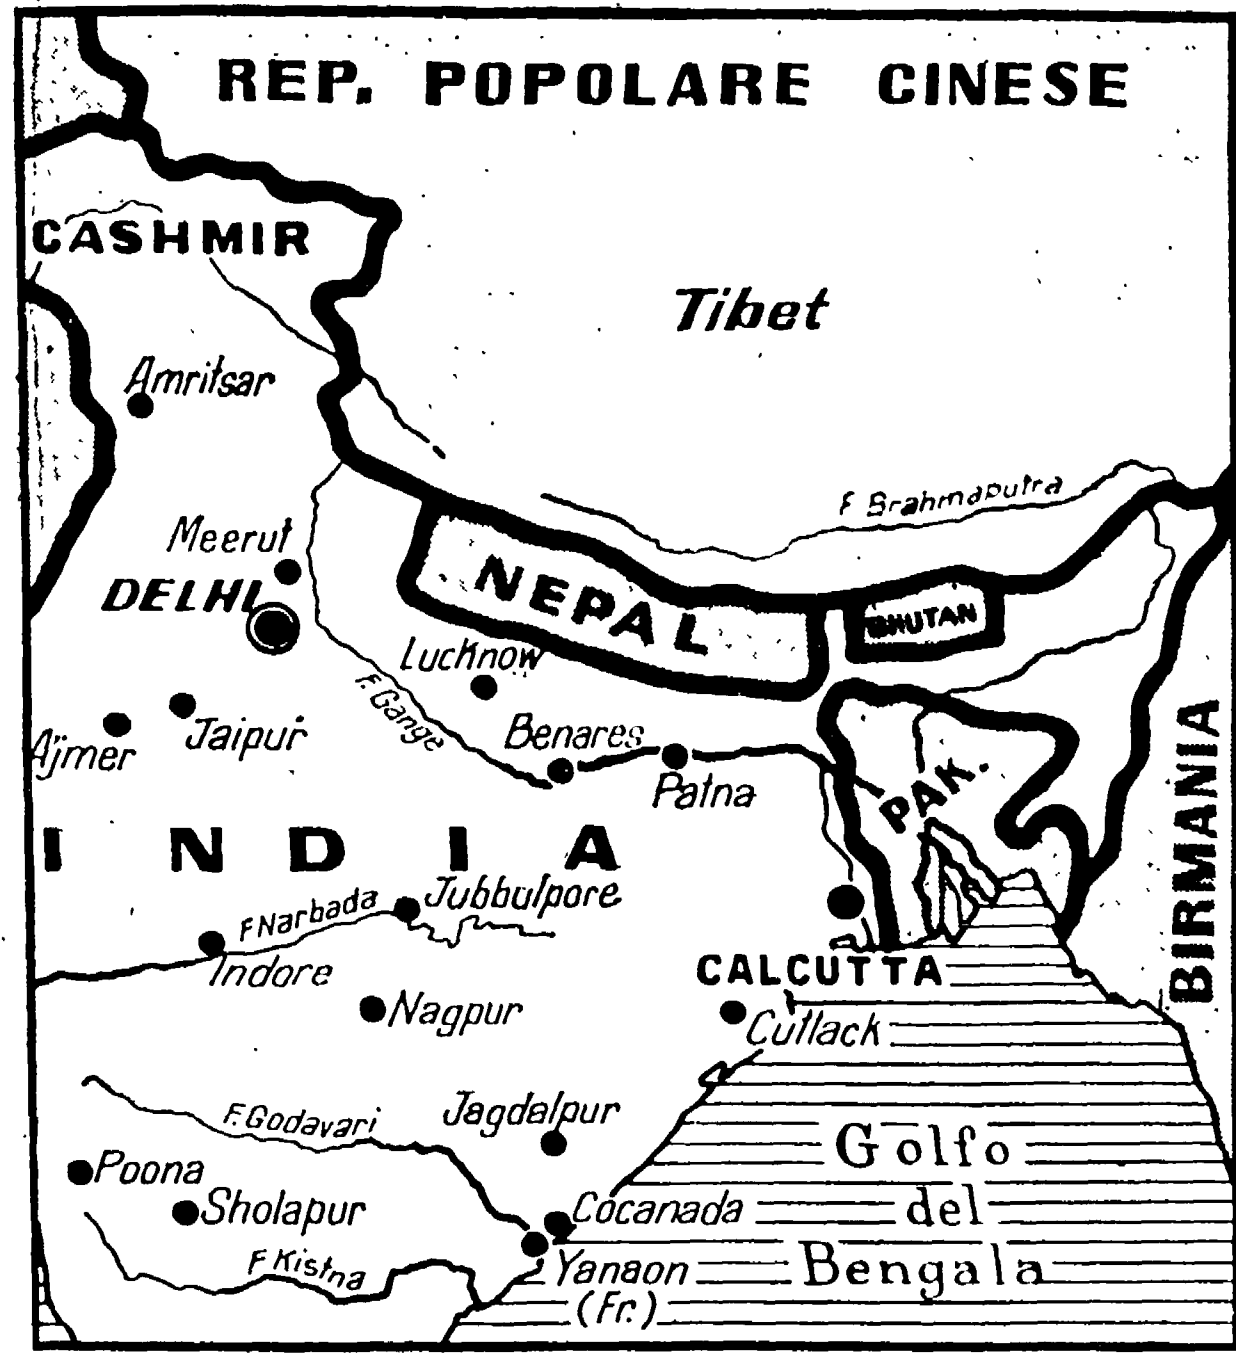 REP. POPOLARE CINESE
CASHMIR
Tibet
Amritsar
F. Brahmaputra
Meerut
DELHI
NEPAL
BHUTAN
Lucknow
F. Gange
Jaipur
Ajmer
Benares
Patna
PAK.
BIRMANIA
INDIA
F Narbada
Jubbulpore
Indore
CALCUTTA
Nagpur
Cuttack
F. Godavari
Jagdalpur
Golfo
del
Bengala
Poona
Sholapur
Cocanada
F Kistna
Yanaon
(Fr.)